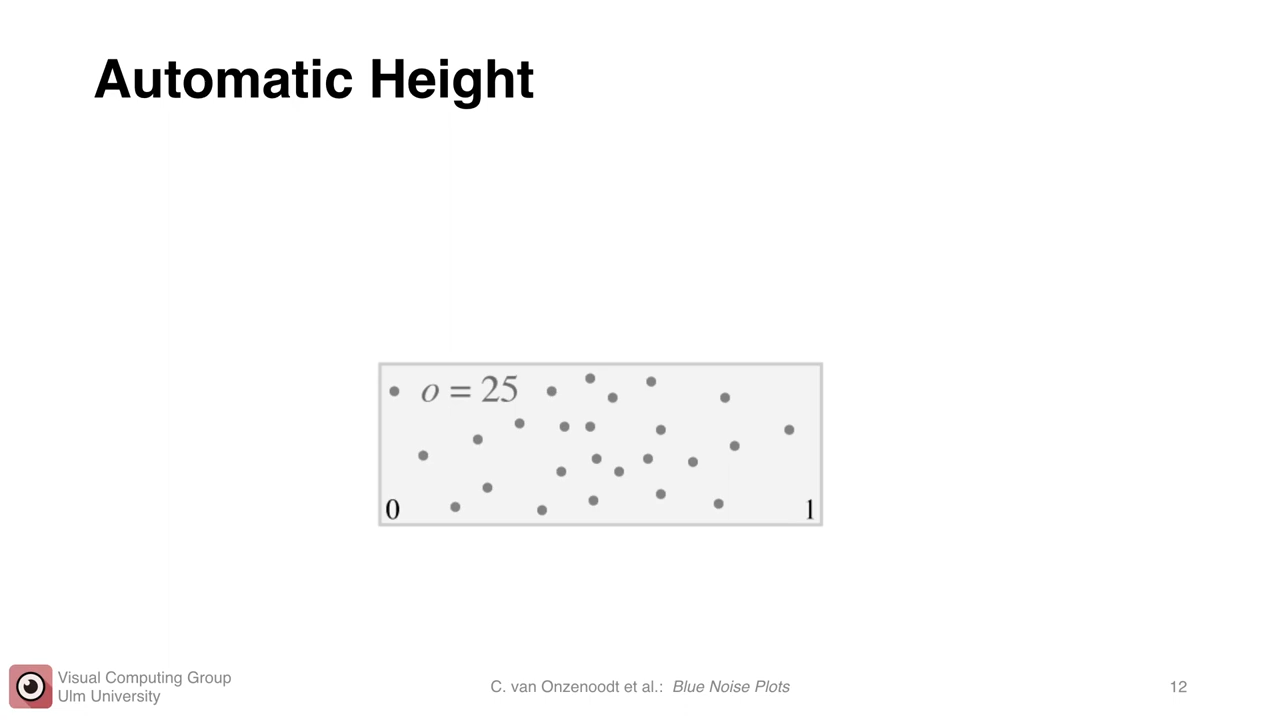 Automatic Height
o = 25
0
1
Visual Computing Group
Ulm University
C. van Onzenoodt et al.: Blue Noise Plots
12